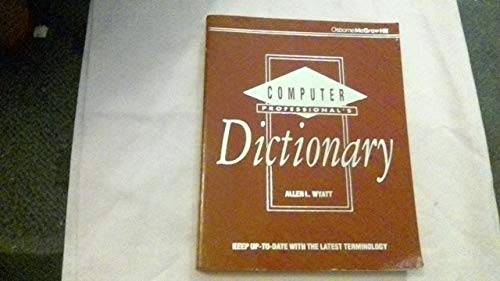 Osborne McGraw-Hill
COMPUTER
PROFESSIONAL'S
Dictionary
ALLEN L. WYATT
KEEP UP-TO-DATE WITH THE LATEST TERMINOLOGY